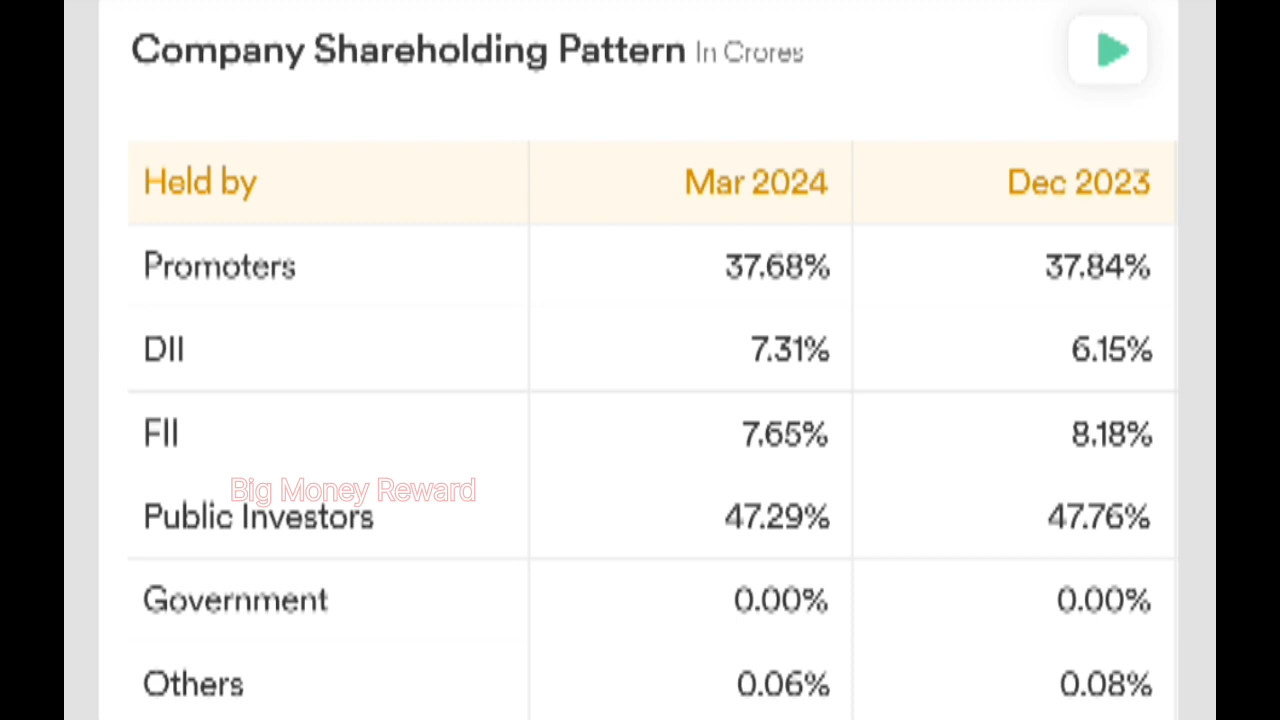 Company Shareholding Pattern In Crores
Held by Mar 2024 Dec 2023
Promoters 37.68% 37.84%
DII 7.31% 6.15%
FII 7.65% 8.18%
Big Money Reward
Public Investors 47.29% 47.76%
Government 0.00% 0.00%
Others 0.06% 0.08%